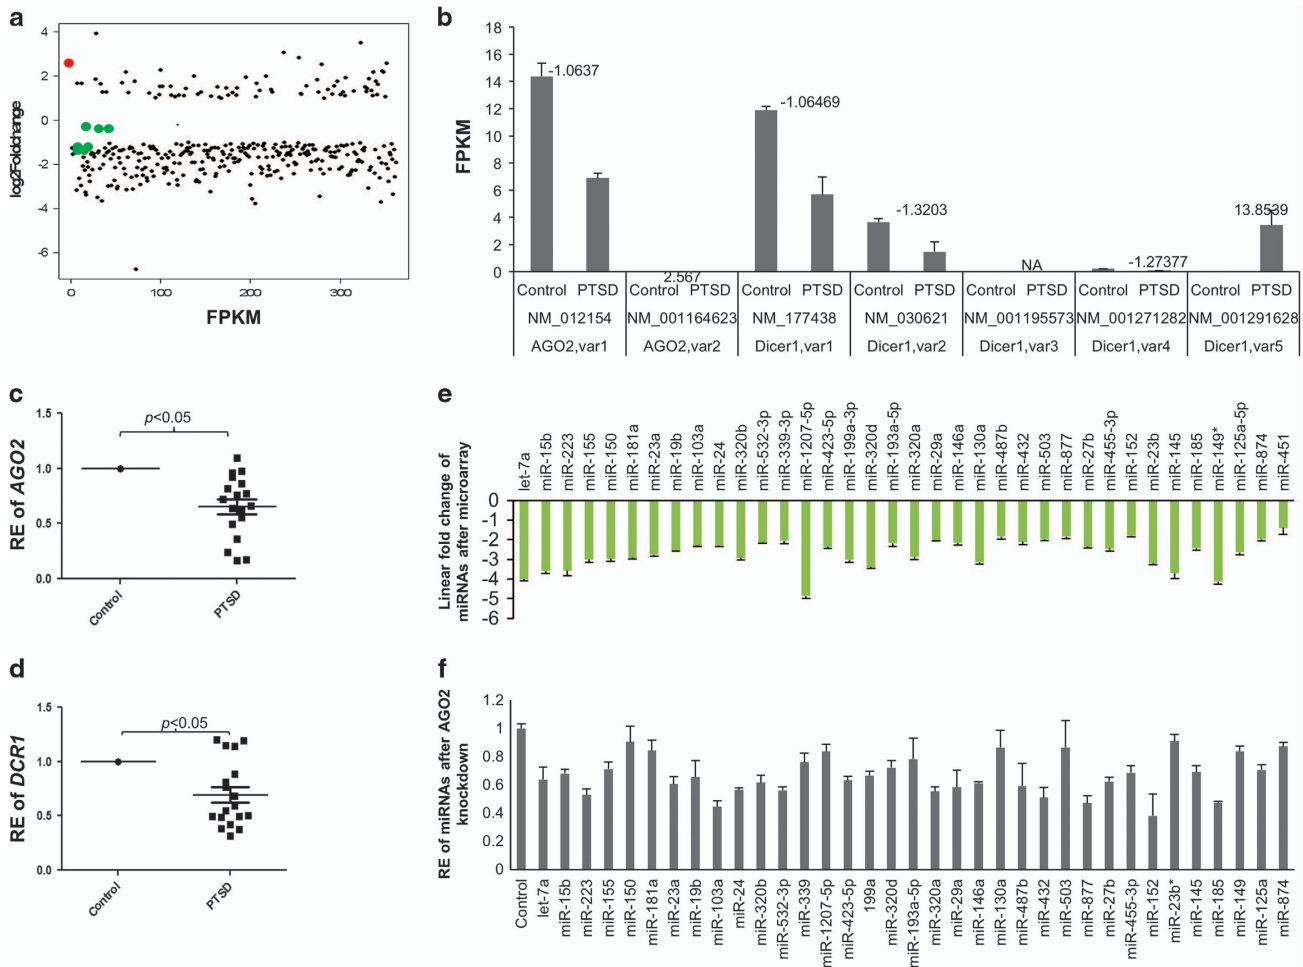 a
4
2
0
-2
-4
-6
log2Foldchange
0 100 200 300
FPKM
b
18
16
14
12
10
8
6
4
2
0
FPKM
-1.0637
2.567
-1.06469
-1.3203
NA
-1.27377
13.8539
Control PTSD Control PTSD Control PTSD Control PTSD Control PTSD Control PTSD Control PTSD
NM_012154 NM_001164623 NM_177438 NM_030621 NM_001195573 NM_001271282 NM_001291628
AGO2,var1 AGO2,var2 Dicer1,var1 Dicer1,var2 Dicer1,var3 Dicer1,var4 Dicer1,var5
c
1.5
1.0
0.5
0.0
RE of AGO2
p<0.05
Control PTSD
d
1.5
1.0
0.5
0.0
RE of DCR1
p<0.05
Control PTSD
e
let-7a miR-15b miR-223 miR-155 miR-150 miR-181a miR-23a miR-19b miR-103a miR-24 miR-320b miR-532-3p miR-339-3p miR-1207-5p miR-423-5p miR-199a-3p miR-320d miR-193a-5p miR-320a miR-29a miR-146a miR-130a miR-487b miR-432 miR-503 miR-877 miR-27b miR-455-3p miR-152 miR-23b miR-145 miR-185 miR-149* miR-125a-5p miR-874 miR-451
0
-1
-2
-3
-4
-5
-6
Linear fold change of
miRNAs after microarray
f
1.2
1
0.8
0.6
0.4
0.2
0
RE of miRNAs after AGO2
knockdown
Control let-7a miR-15b miR-223 miR-155 miR-150 miR-181a miR-23a miR-19b miR-103a miR-24 miR-320b miR-532-3p miR-339 miR-1207-5p miR-423-5p 199a miR-320d miR-193a-5p miR-320a miR-29a miR-146a miR-130a miR-487b miR-432 miR-503 miR-877 miR-27b miR-455-3p miR-152 miR-23b* miR-145 miR-185 miR-149 miR-125a miR-874